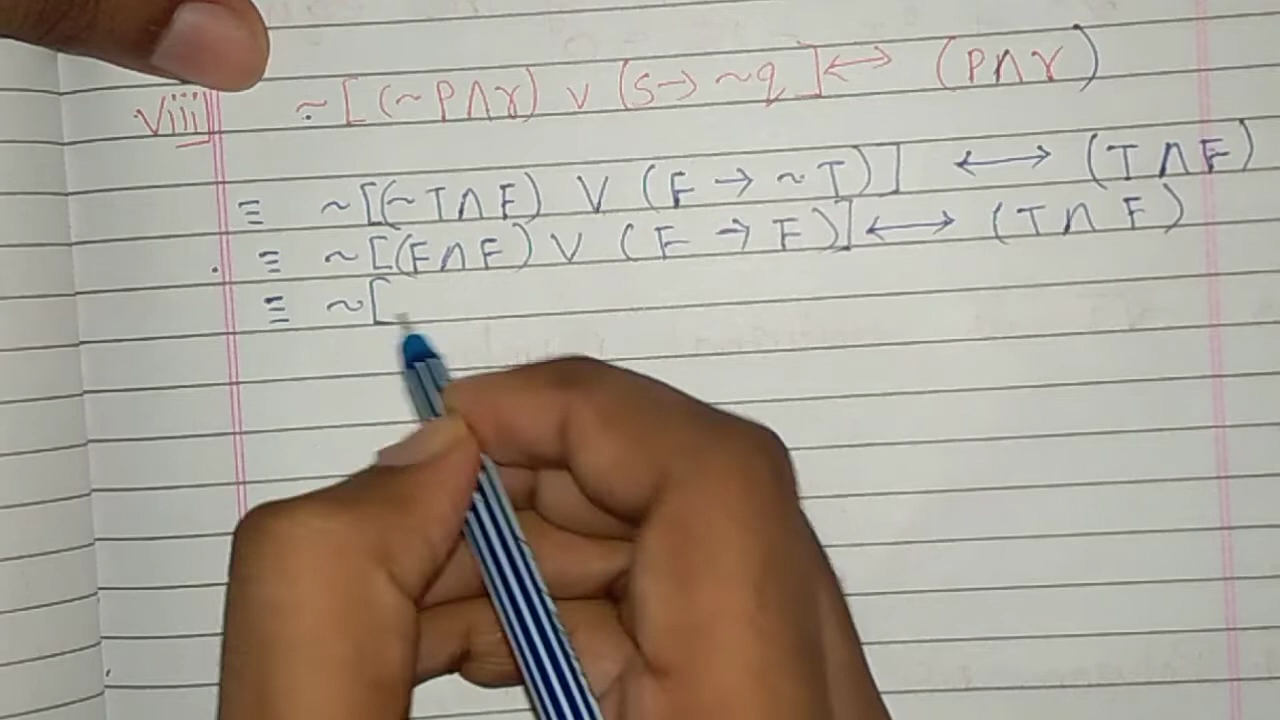 viii] ~ [ (~ P ∧ r) ∨ (s → ~q ] ↔ (P ∧ r)
≡ ~[(~T ∧ F) ∨ (F → ~T)] ↔ (T ∧ F)
≡ ~[(F ∧ F) ∨ (F → F)] ↔ (T ∧ F)
≡ ~[